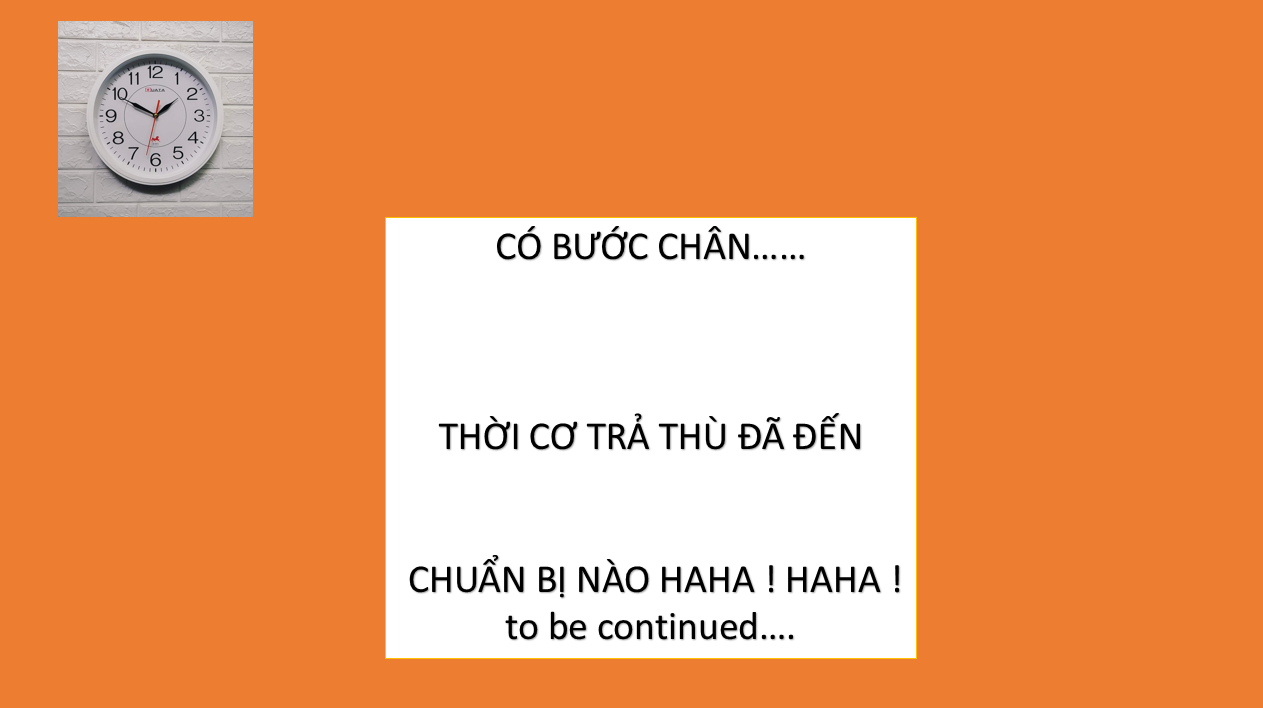 12
11 1
10 2
9 3
8 4
7 5
6
CÓ BƯỚC CHÂN……
THỜI CƠ TRẢ THÙ ĐÃ ĐẾN
CHUẨN BỊ NÀO HAHA ! HAHA !
to be continued….